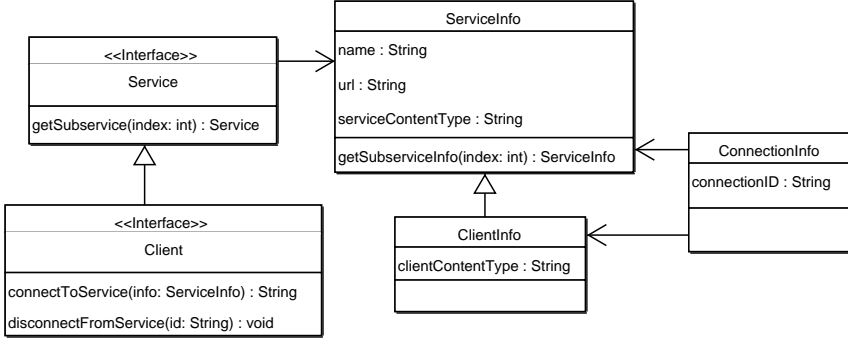 <<Interface>>
Service
getSubservice(index: int) : Service
ServiceInfo
name : String
url : String
serviceContentType : String
getSubserviceInfo(index: int) : ServiceInfo
ConnectionInfo
connectionID : String
<<Interface>>
Client
connectToService(info: ServiceInfo) : String
disconnectFromService(id: String) : void
ClientInfo
clientContentType : String